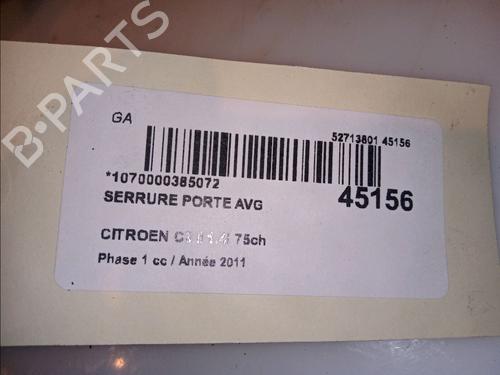 B-PARTS
GA
52713801 45156
*1070000385072
45156
SERRURE PORTE AVG
CITROEN 75ch
Phase 1 cc / Année 2011